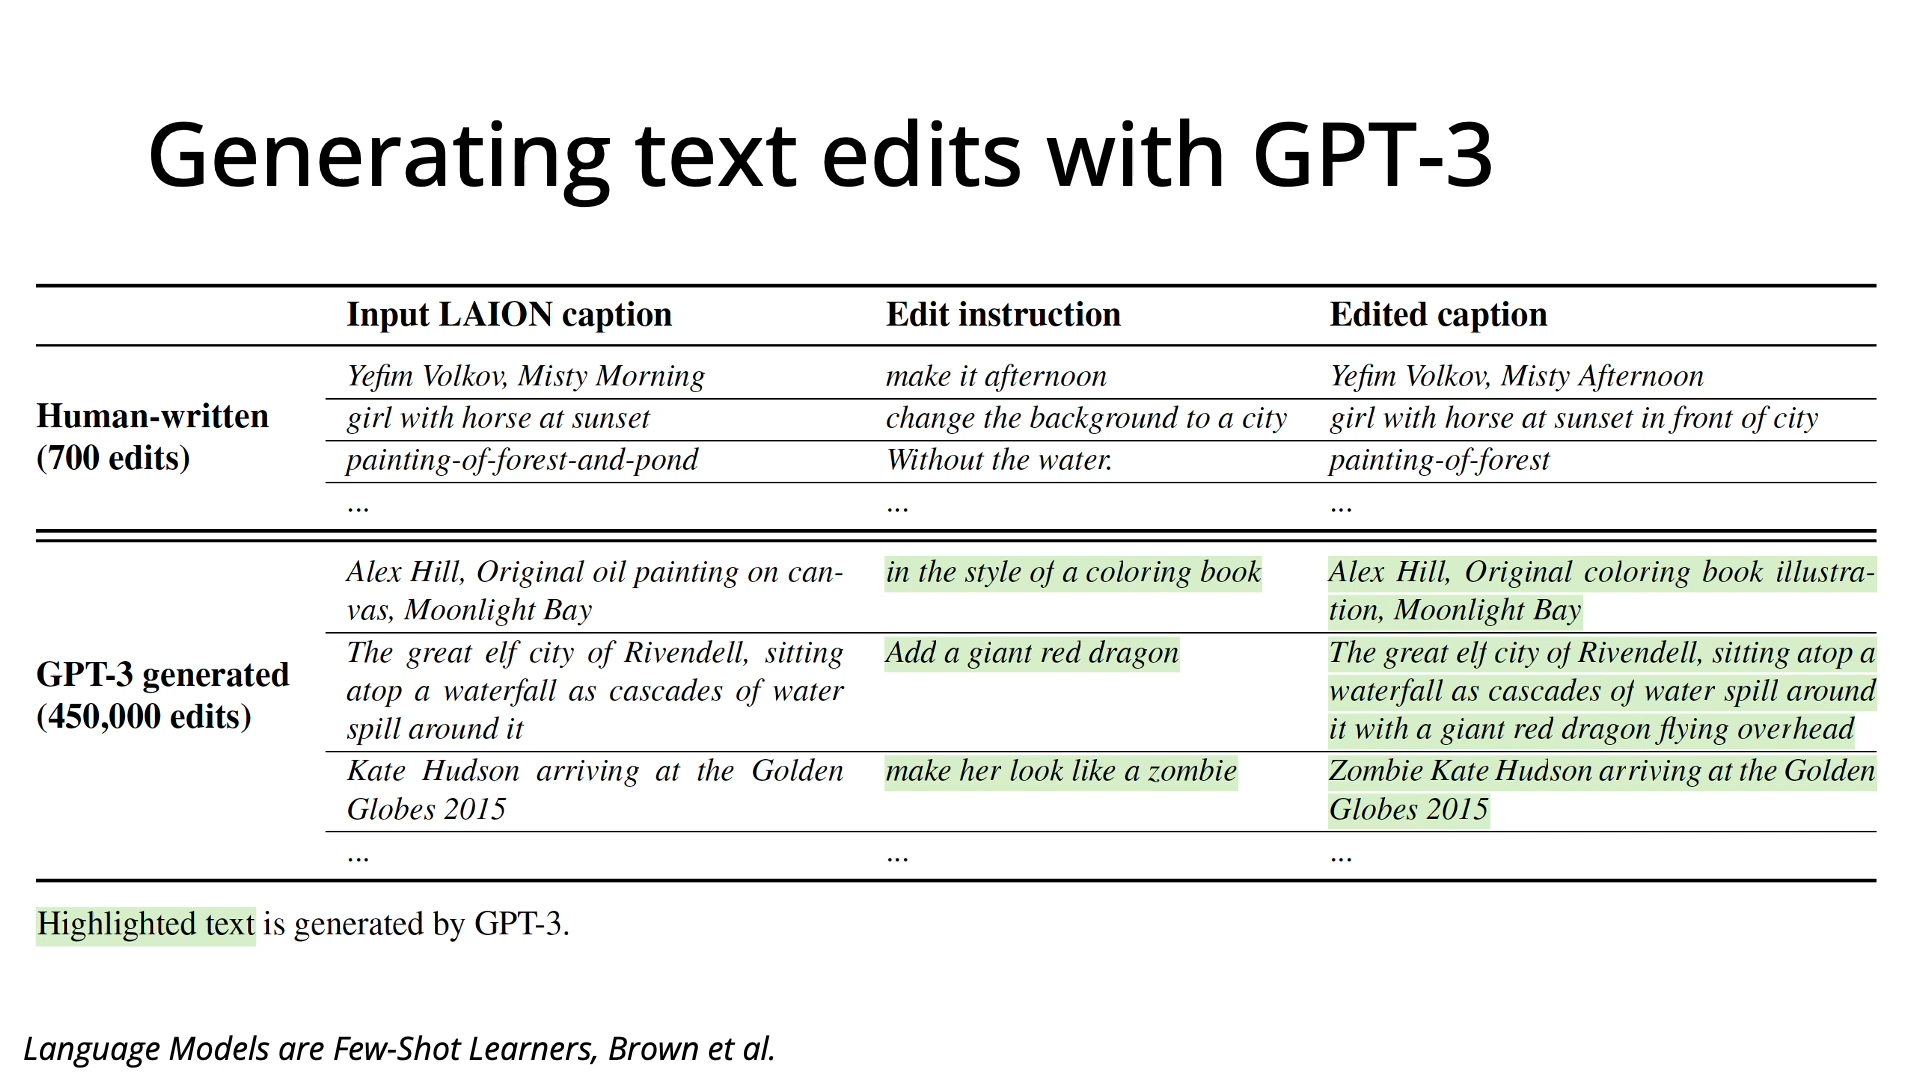 Generating text edits with GPT-3
Input LAION caption Edit instruction Edited caption
Human-written
(700 edits)
Yefim Volkov, Misty Morning make it afternoon Yefim Volkov, Misty Afternoon
girl with horse at sunset change the background to a city girl with horse at sunset in front of city
painting-of-forest-and-pond Without the water. painting-of-forest
... ... ...
GPT-3 generated
(450,000 edits)
Alex Hill, Original oil painting on can-
vas, Moonlight Bay
in the style of a coloring book
Alex Hill, Original coloring book illustra-
tion, Moonlight Bay
The great elf city of Rivendell, sitting
atop a waterfall as cascades of water
spill around it
Add a giant red dragon
The great elf city of Rivendell, sitting atop a
waterfall as cascades of water spill around
it with a giant red dragon flying overhead
Kate Hudson arriving at the Golden
Globes 2015
make her look like a zombie
Zombie Kate Hudson arriving at the Golden
Globes 2015
... ... ...
Highlighted text is generated by GPT-3.
Language Models are Few-Shot Learners, Brown et al.